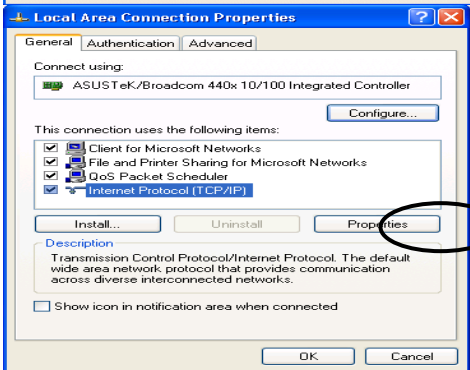 Local Area Connection Properties
General Authentication Advanced
Connect using:
ASUSTeK/Broadcom 440x 10/100 Integrated Controller
Configure...
This connection uses the following items:
Client for Microsoft Networks
File and Printer Sharing for Microsoft Networks
QoS Packet Scheduler
Internet Protocol (TCP/IP)
Install... Uninstall Properties
Description
Transmission Control Protocol/Internet Protocol. The default
wide area network protocol that provides communication
across diverse interconnected networks.
Show icon in notification area when connected
OK Cancel